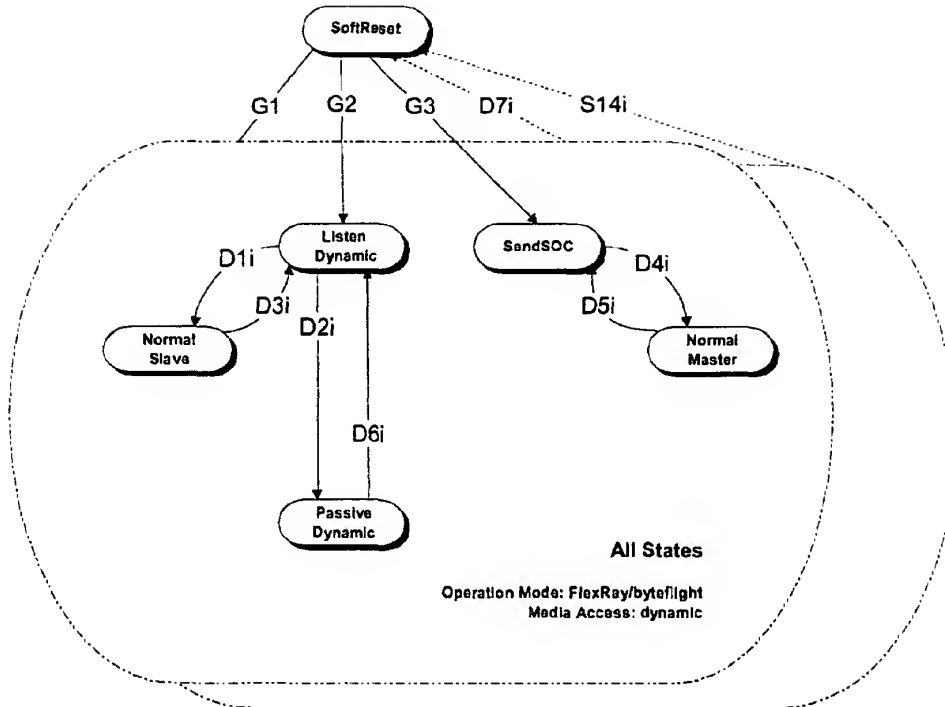 SoftReset
G1
G2
G3
D7i
S14i
Listen
Dynamic
SendSOC
D1i
D3i
D2i
D4i
D5i
Normal
Slave
Normal
Master
D6i
Passive
Dynamic
All States
Operation Mode: FlexRay/byteflight
Media Access: dynamic